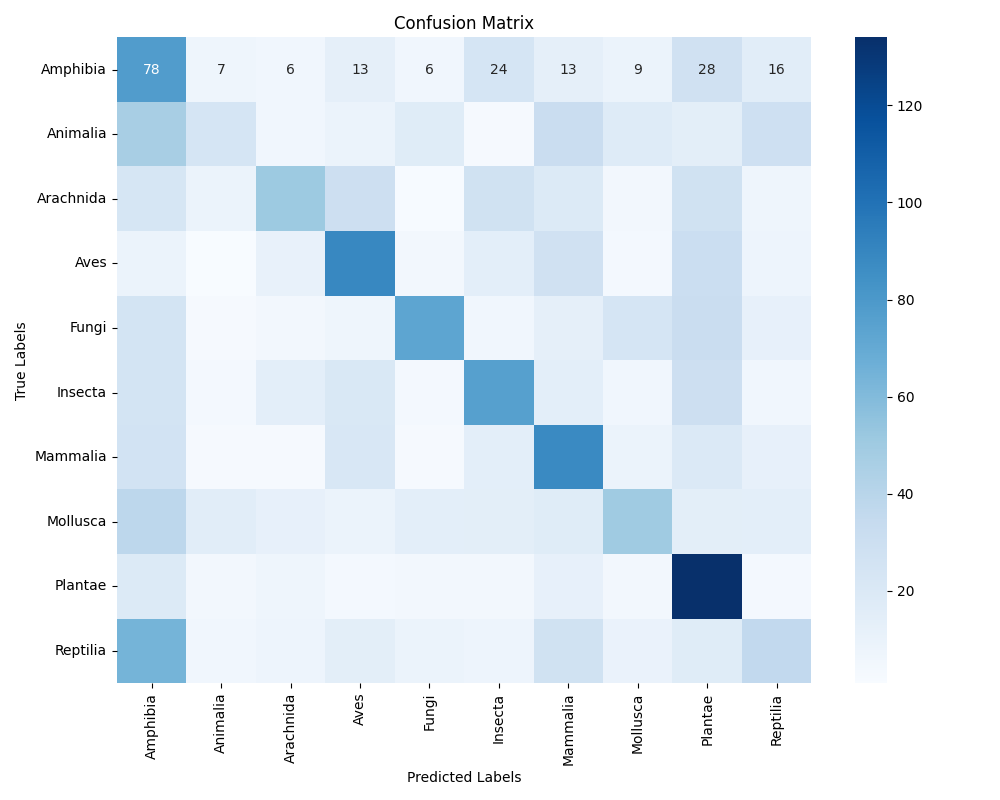 Confusion Matrix
True Labels
Amphibia 78 7 6 13 6 24 13 9 28 16
Animalia
Arachnida
Aves
Fungi
Insecta
Mammalia
Mollusca
Plantae
Reptilia
Amphibia Animalia Arachnida Aves Fungi Insecta Mammalia Mollusca Plantae Reptilia
Predicted Labels
120
100
80
60
40
20